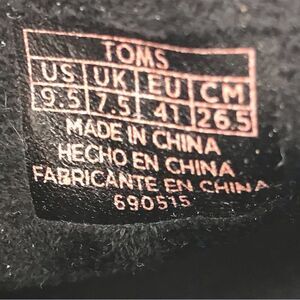 TOMS
US UK EU CM
9.5 7.5 41 26.5
MADE IN CHINA
HECHO EN CHINA
FABRICANTE EN CHINA
690515